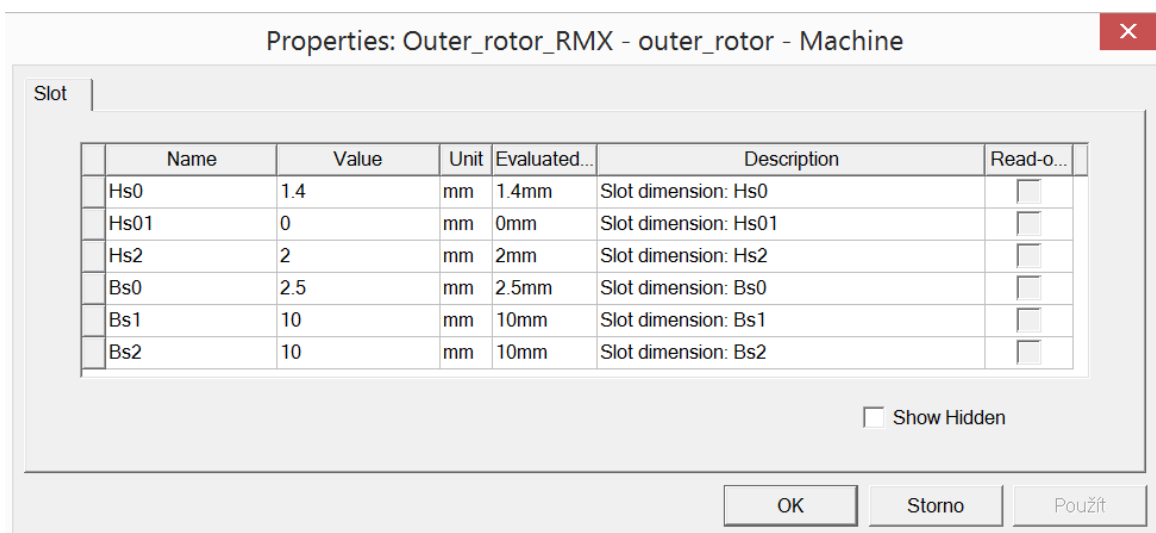 Properties: Outer_rotor_RMX - outer_rotor - Machine
Slot
Name Value Unit Evaluated... Description Read-o...
Hs0 1.4 mm 1.4mm Slot dimension: Hs0
Hs01 0 mm 0mm Slot dimension: Hs01
Hs2 2 mm 2mm Slot dimension: Hs2
Bs0 2.5 mm 2.5mm Slot dimension: Bs0
Bs1 10 mm 10mm Slot dimension: Bs1
Bs2 10 mm 10mm Slot dimension: Bs2
Show Hidden
OK Storno Použít